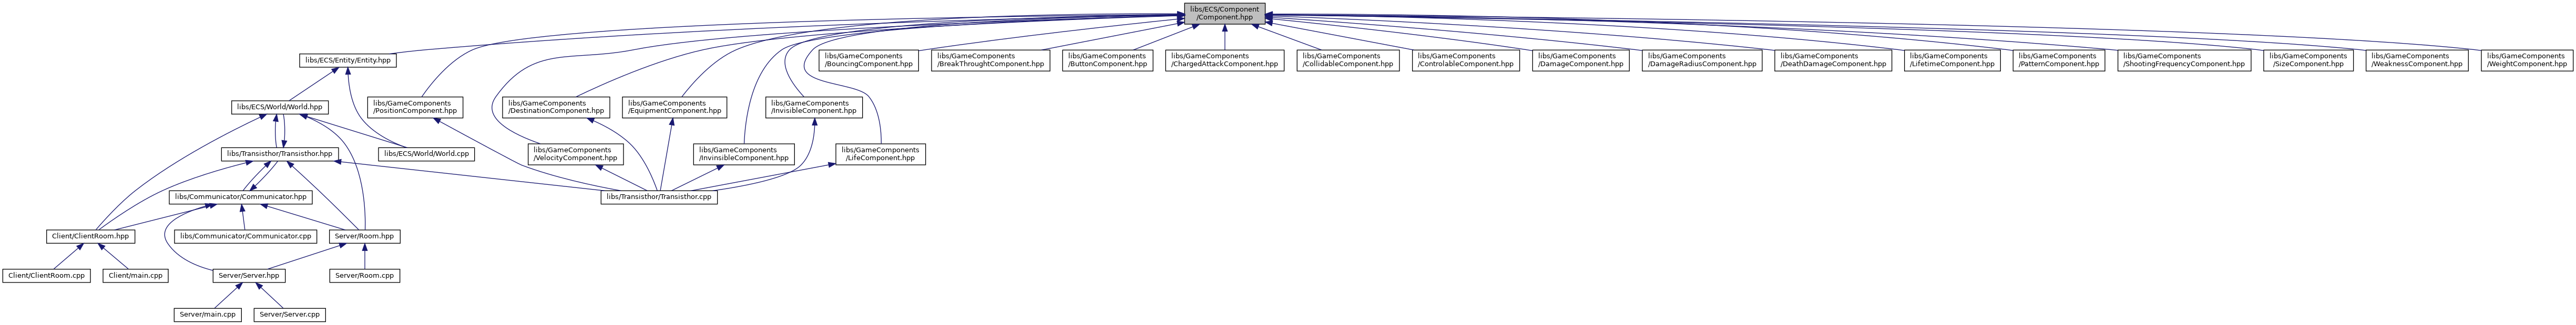 libs/ECS/Component
/Component.hpp
libs/ECS/Entity/Entity.hpp
libs/GameComponents
/BouncingComponent.hpp
libs/GameComponents
/BreakThroughtComponent.hpp
libs/GameComponents
/ButtonComponent.hpp
libs/GameComponents
/ChargedAttackComponent.hpp
libs/GameComponents
/CollidableComponent.hpp
libs/GameComponents
/ControlableComponent.hpp
libs/GameComponents
/DamageComponent.hpp
libs/GameComponents
/DamageRadiusComponent.hpp
libs/GameComponents
/DeathDamageComponent.hpp
libs/GameComponents
/LifetimeComponent.hpp
libs/GameComponents
/PatternComponent.hpp
libs/GameComponents
/ShootingFrequencyComponent.hpp
libs/GameComponents
/SizeComponent.hpp
libs/GameComponents
/WeaknessComponent.hpp
libs/GameComponents
/WeightComponent.hpp
libs/ECS/World/World.hpp
libs/GameComponents
/PositionComponent.hpp
libs/GameComponents
/DestinationComponent.hpp
libs/GameComponents
/EquipmentComponent.hpp
libs/GameComponents
/InvisibleComponent.hpp
libs/Transisthor/Transisthor.hpp
libs/ECS/World/World.cpp
libs/GameComponents
/VelocityComponent.hpp
libs/GameComponents
/InvinsibleComponent.hpp
libs/GameComponents
/LifeComponent.hpp
libs/Communicator/Communicator.hpp
libs/Transisthor/Transisthor.cpp
Client/ClientRoom.hpp
libs/Communicator/Communicator.cpp
Server/Room.hpp
Client/ClientRoom.cpp
Client/main.cpp
Server/Server.hpp
Server/Room.cpp
Server/main.cpp
Server/Server.cpp